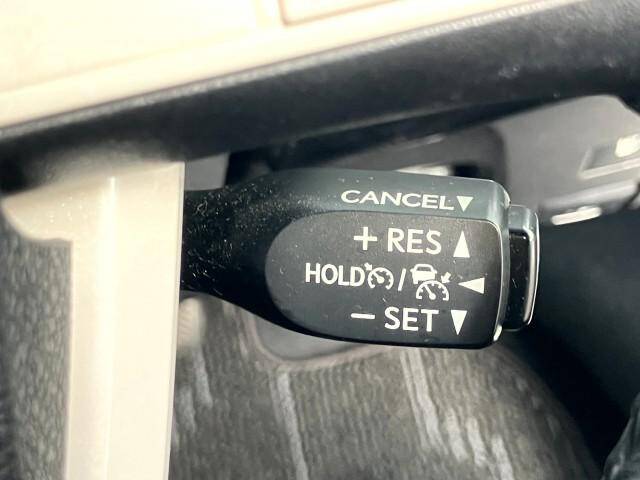 CANCEL▼
+ RES ▲
HOLD / ◀
− SET ▼